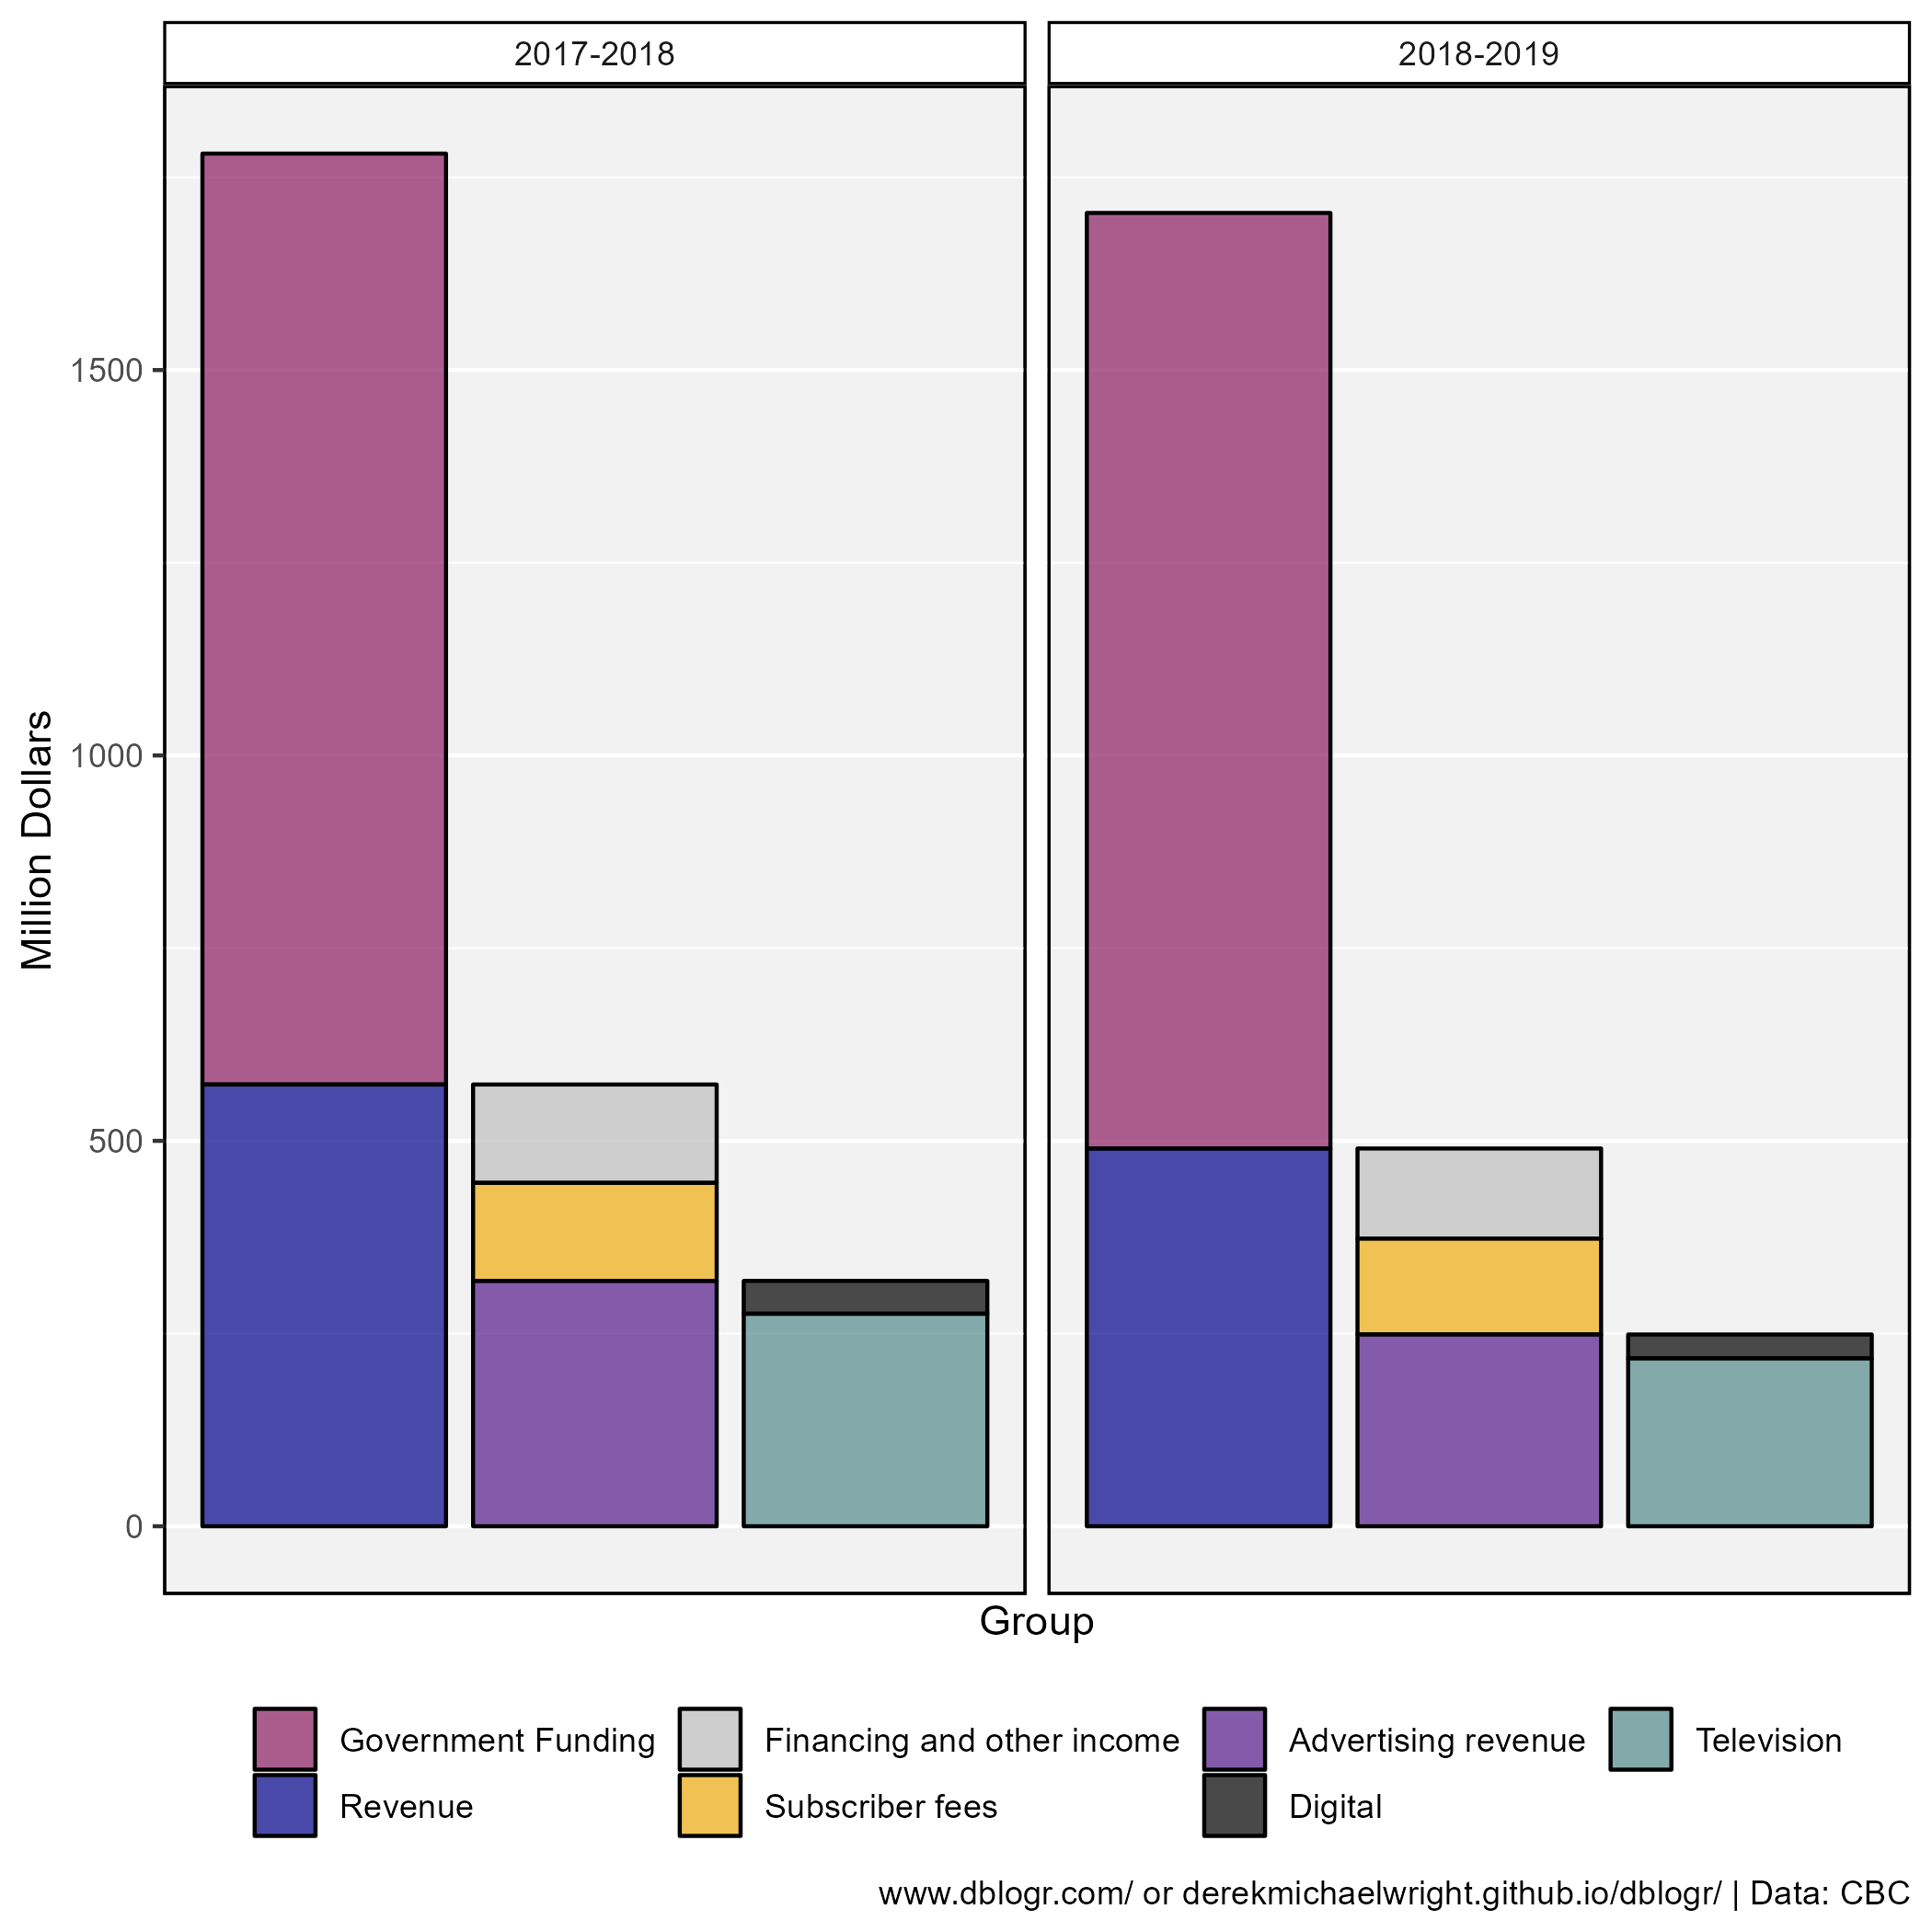 2017-2018
2018-2019
Million Dollars
1500
1000
500
0
Group
Government Funding
Financing and other income
Advertising revenue
Television
Revenue
Subscriber fees
Digital
www.dblogr.com/ or derekmichaelwright.github.io/dblogr/ | Data: CBC